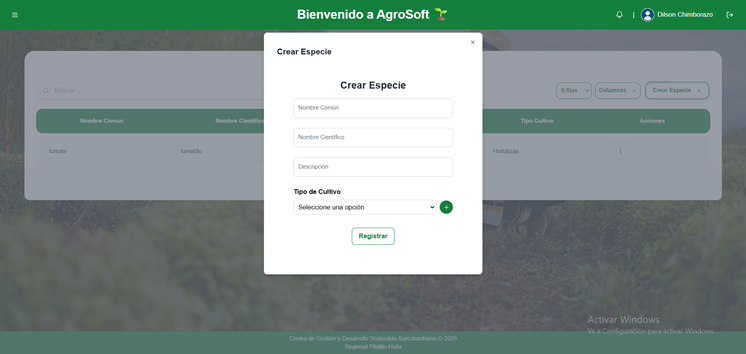 Bienvenido a AgroSoft
| Dilson Chimborazo
Crear Especie
×
Crear Especie
Buscar
8 filas
Columnas
Crear Especie
Nombre Común
Nombre Comun
Nombre Científico
Tipo Cultivo
Acciones
Nombre Científico
tomate
tomatillo
Hortalizas
Descripción
Tipo de Cultivo
Seleccione una opción
+
Registrar
Activar Windows
Ve a Configuración para activar Windows.
Centro de Gestión y Desarrollo Sostenible Surcolombiano © 2025
Regional Pitalito-Huila